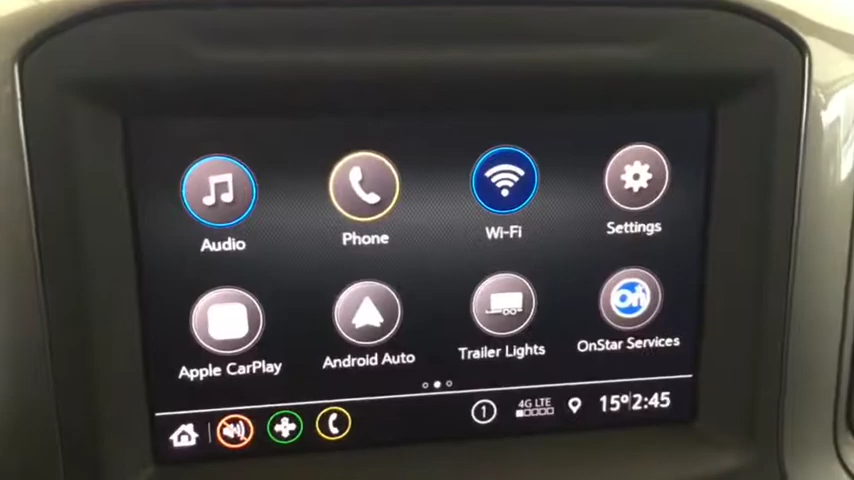 Audio Phone Wi-Fi Settings
On
Apple CarPlay Android Auto Trailer Lights OnStar Services
1 4G LTE 15° 2:45